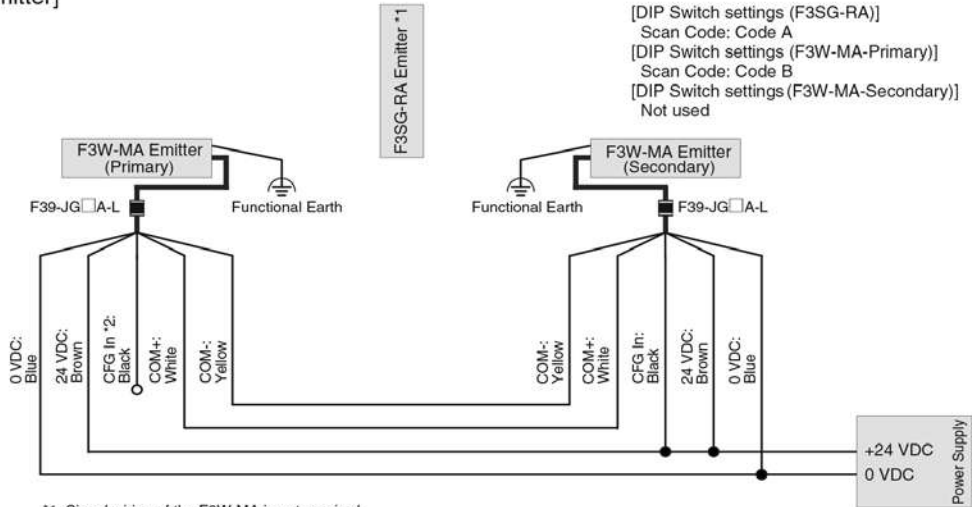 [DIP Switch settings (F3SG-RA)]
Scan Code: Code A
[DIP Switch settings (F3W-MA-Primary)]
Scan Code: Code B
[DIP Switch settings (F3W-MA-Secondary)]
Not used
F3SG-RA Emitter *1
F3W-MA Emitter
(Primary)
F3W-MA Emitter
(Secondary)
F39-JG□A-L
Functional Earth
Functional Earth
F39-JG□A-L
0 VDC:
Blue
24 VDC:
Brown
CFG In *2:
Black
COM+:
White
COM-:
Yellow
COM-:
Yellow
COM+:
White
CFG In:
Black
24 VDC:
Brown
0 VDC:
Blue
+24 VDC
0 VDC
Power Supply